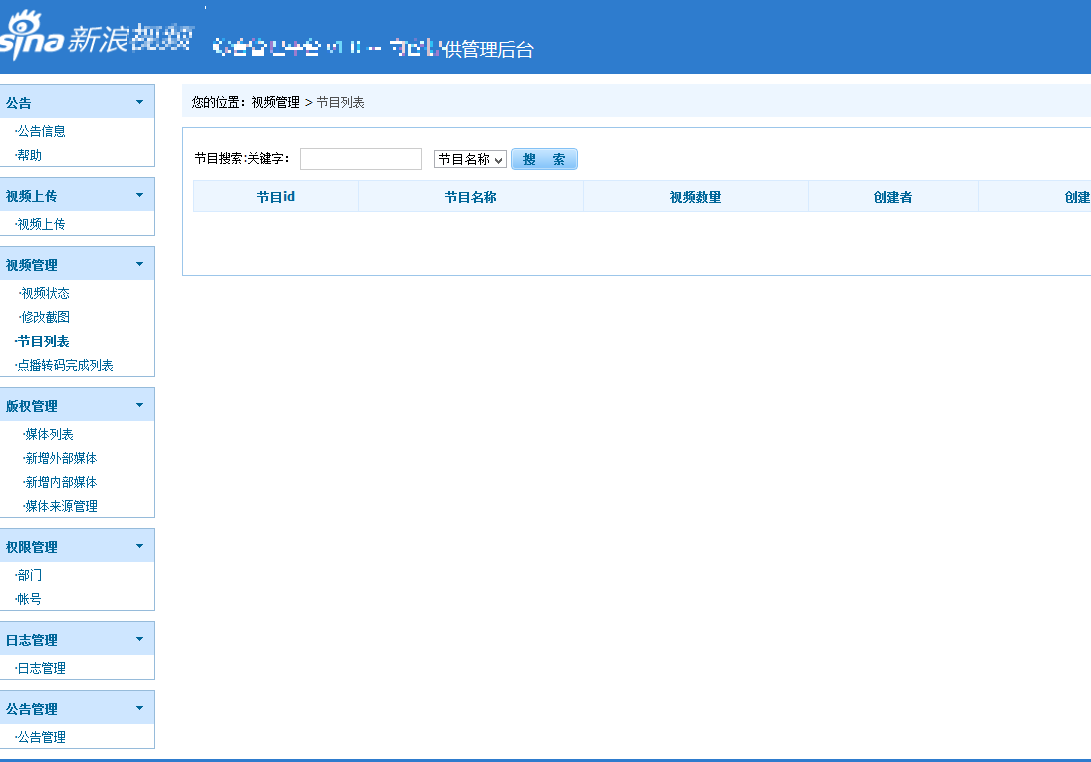 sina 新浪视频
供管理后台
公告
·公告信息
·帮助
视频上传
·视频上传
视频管理
·视频状态
·修改截图
·节目列表
·点播转码完成列表
版权管理
·媒体列表
·新增外部媒体
·新增内部媒体
·媒体来源管理
权限管理
·部门
·帐号
日志管理
·日志管理
公告管理
·公告管理
您的位置：视频管理 > 节目列表
节目搜索:关键字： 节目名称 搜 索
节目id 节目名称 视频数量 创建者 创建